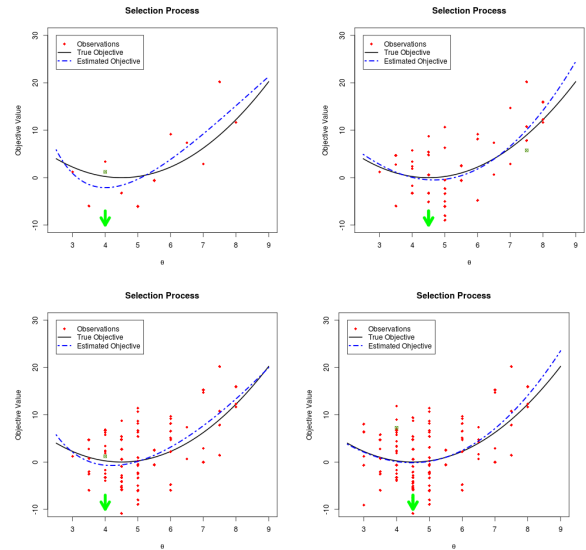 Selection Process
Observations
True Objective
Estimated Objective
Objective Value
-10 0 10 20 30
3 4 5 6 7 8 9
θ
Selection Process
Observations
True Objective
Estimated Objective
Objective Value
-10 0 10 20 30
3 4 5 6 7 8 9
θ
Selection Process
Observations
True Objective
Estimated Objective
Objective Value
-10 0 10 20 30
3 4 5 6 7 8 9
θ
Selection Process
Observations
True Objective
Estimated Objective
Objective Value
-10 0 10 20 30
3 4 5 6 7 8 9
θ